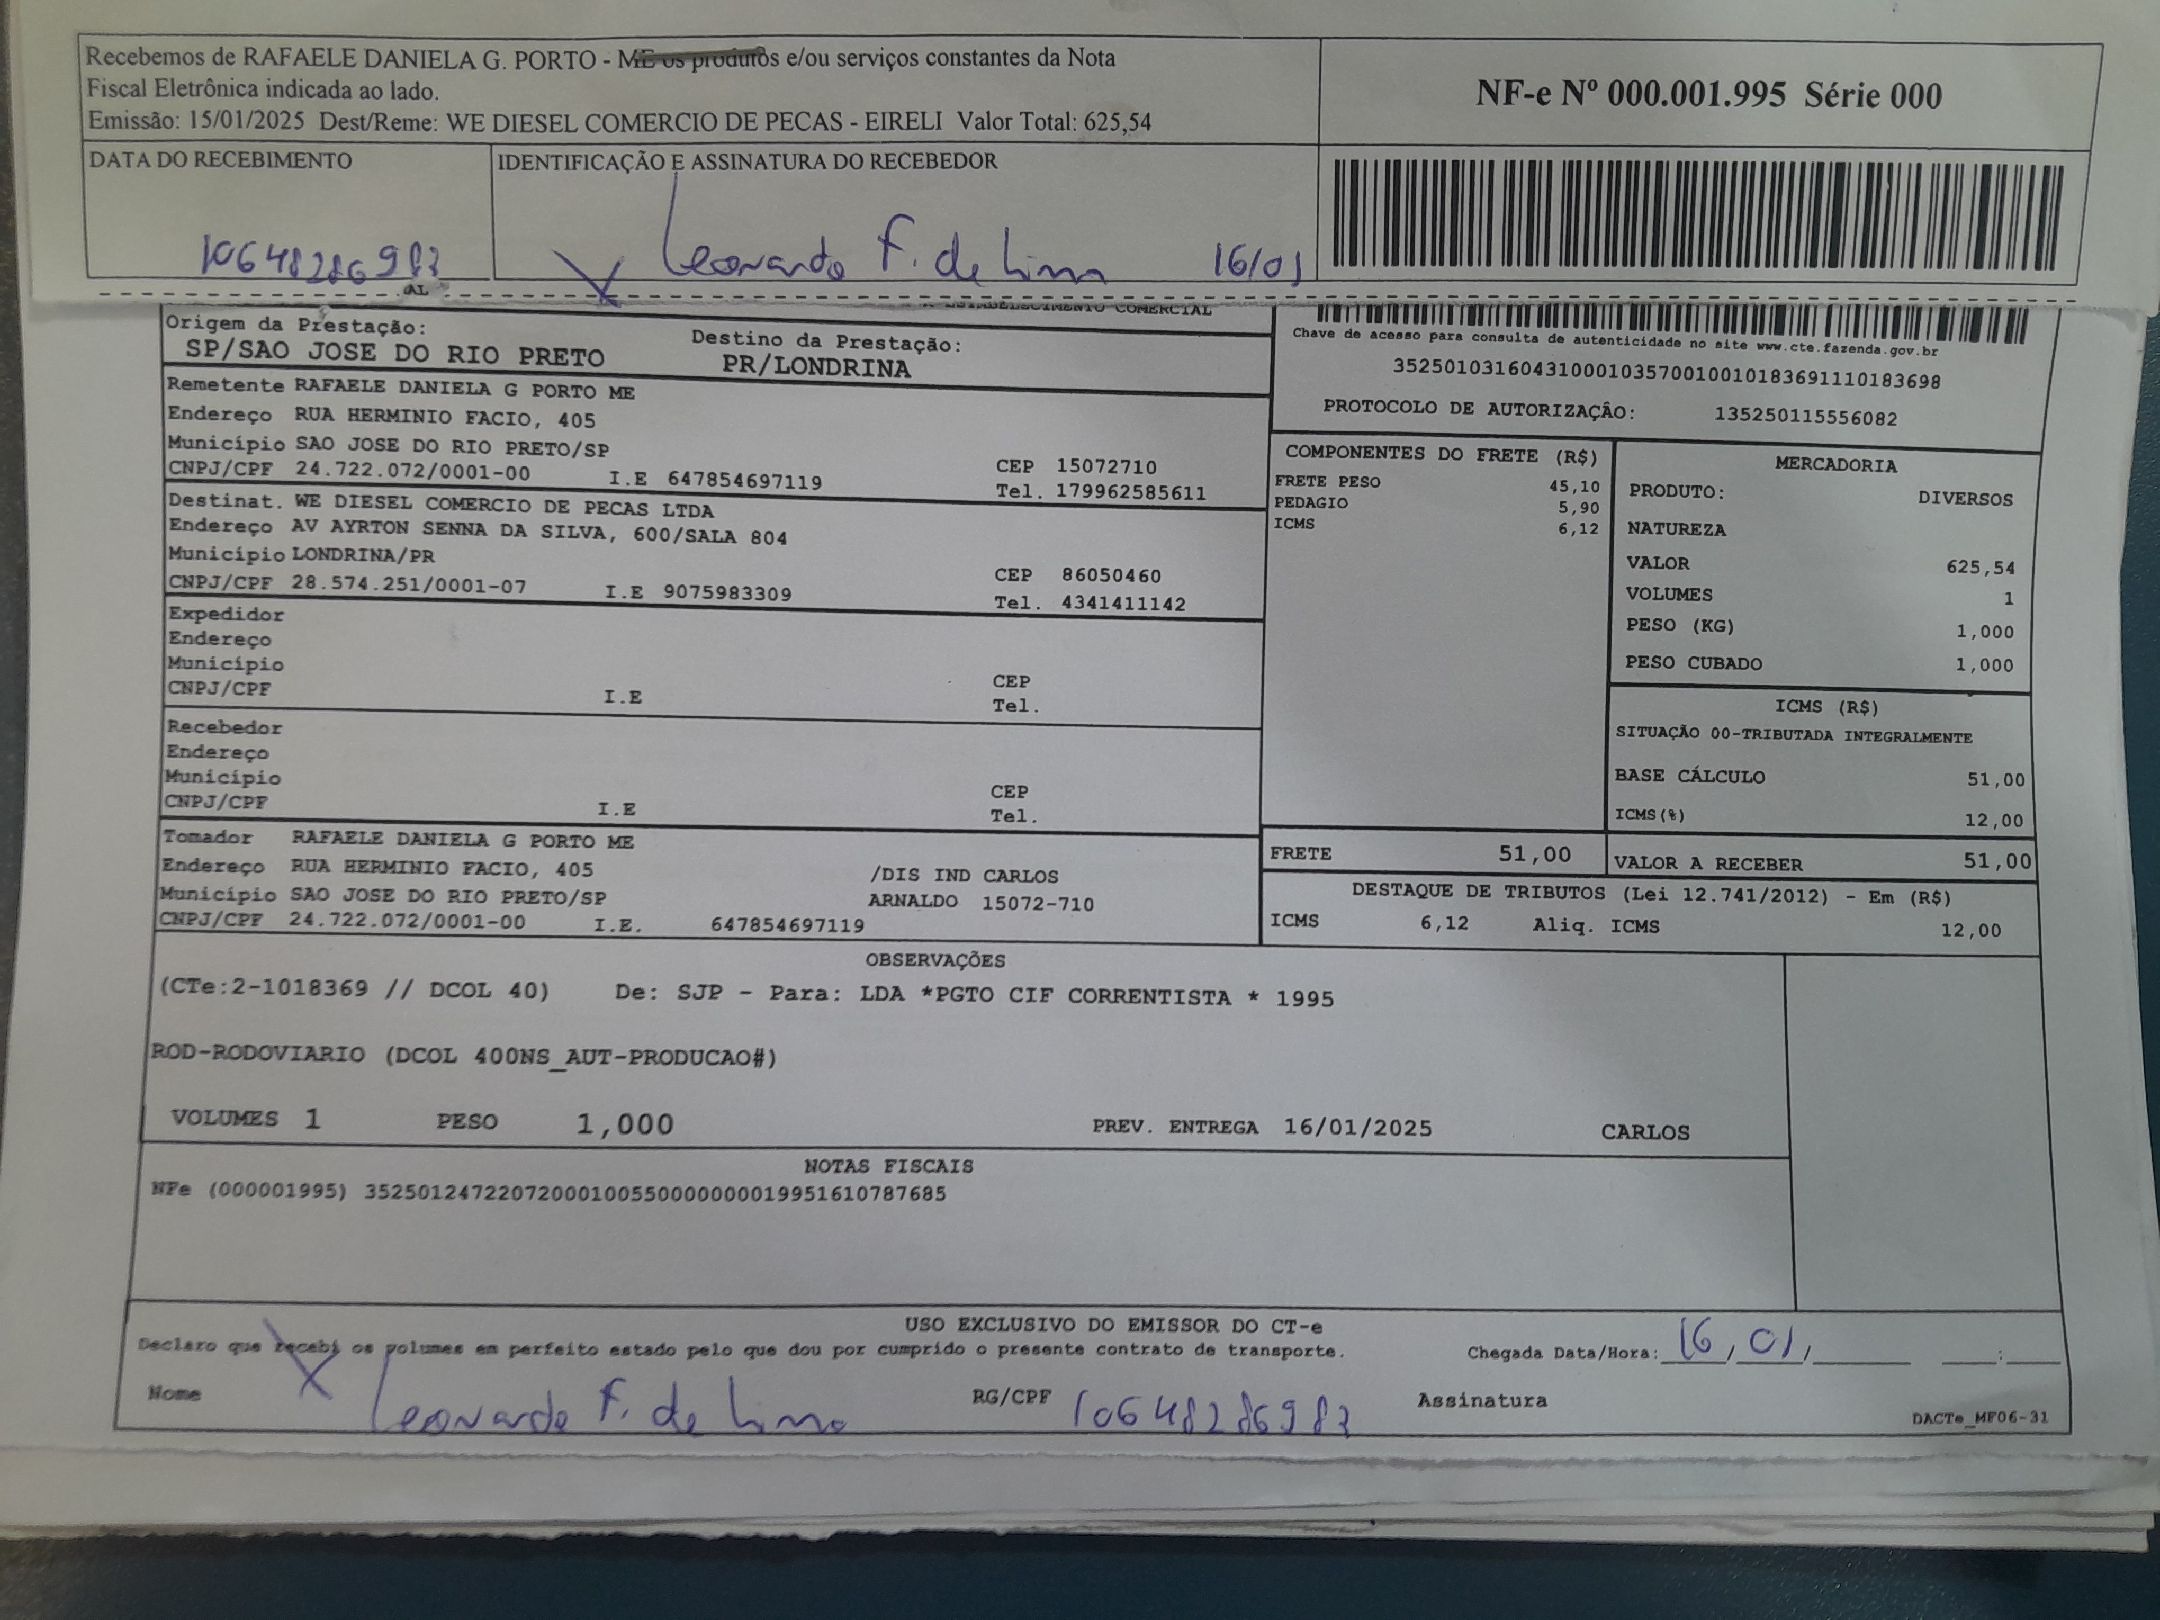 Recebemos de RAFAELE DANIELA G. PORTO - ME os produtos e/ou serviços constantes da Nota
Fiscal Eletrônica indicada ao lado.
Emissão: 15/01/2025 Dest/Reme: WE DIESEL COMERCIO DE PECAS - EIRELI Valor Total: 625,54
NF-e Nº 000.001.995 Série 000
DATA DO RECEBIMENTO
IDENTIFICAÇÃO E ASSINATURA DO RECEBEDOR
10648286983
Leonardo F. de Lima 16/01
AL
ESTABELECIMENTO COMERCIAL
Origem da Prestação:
SP/SAO JOSE DO RIO PRETO
Destino da Prestação:
PR/LONDRINA
Chave de acesso para consulta de autenticidade no site www.cte.fazenda.gov.br
35250103160431000103570010010183691110183698
PROTOCOLO DE AUTORIZAÇÃO: 135250115556082
Remetente RAFAELE DANIELA G PORTO ME
Endereço RUA HERMINIO FACIO, 405
Município SAO JOSE DO RIO PRETO/SP CEP 15072710
CNPJ/CPF 24.722.072/0001-00 I.E 647854697119 Tel. 179962585611
Destinat. WE DIESEL COMERCIO DE PECAS LTDA
Endereço AV AYRTON SENNA DA SILVA, 600/SALA 804
Município LONDRINA/PR CEP 86050460
CNPJ/CPF 28.574.251/0001-07 I.E 9075983309 Tel. 4341411142
Expedidor
Endereço
Município CEP
CNPJ/CPF I.E Tel.
Recebedor
Endereço
Município CEP
CNPJ/CPF I.E Tel.
Tomador RAFAELE DANIELA G PORTO ME
Endereço RUA HERMINIO FACIO, 405 /DIS IND CARLOS
Município SAO JOSE DO RIO PRETO/SP ARNALDO 15072-710
CNPJ/CPF 24.722.072/0001-00 I.E. 647854697119
COMPONENTES DO FRETE (R$)
FRETE PESO 45,10
PEDAGIO 5,90
ICMS 6,12
MERCADORIA
PRODUTO: DIVERSOS
NATUREZA
VALOR 625,54
VOLUMES 1
PESO (KG) 1,000
PESO CUBADO 1,000
ICMS (R$)
SITUAÇÃO 00-TRIBUTADA INTEGRALMENTE
BASE CÁLCULO 51,00
ICMS(%) 12,00
FRETE 51,00
VALOR A RECEBER 51,00
DESTAQUE DE TRIBUTOS (Lei 12.741/2012) - Em (R$)
ICMS 6,12 Aliq. ICMS 12,00
OBSERVAÇÕES
(CTe:2-1018369 // DCOL 40) De: SJP - Para: LDA *PGTO CIF CORRENTISTA * 1995
ROD-RODOVIARIO (DCOL 400NS_AUT-PRODUCAO#)
VOLUMES 1 PESO 1,000 PREV. ENTREGA 16/01/2025 CARLOS
NOTAS FISCAIS
NFe (000001995) 35250124722072000100550000000019951610787685
USO EXCLUSIVO DO EMISSOR DO CT-e
Declaro que recebi os volumes em perfeito estado pelo que dou por cumprido o presente contrato de transporte.
Chegada Data/Hora: 16/01/
Nome Leonardo F. de Lima RG/CPF 10648286983 Assinatura
DACTe_MF06-31